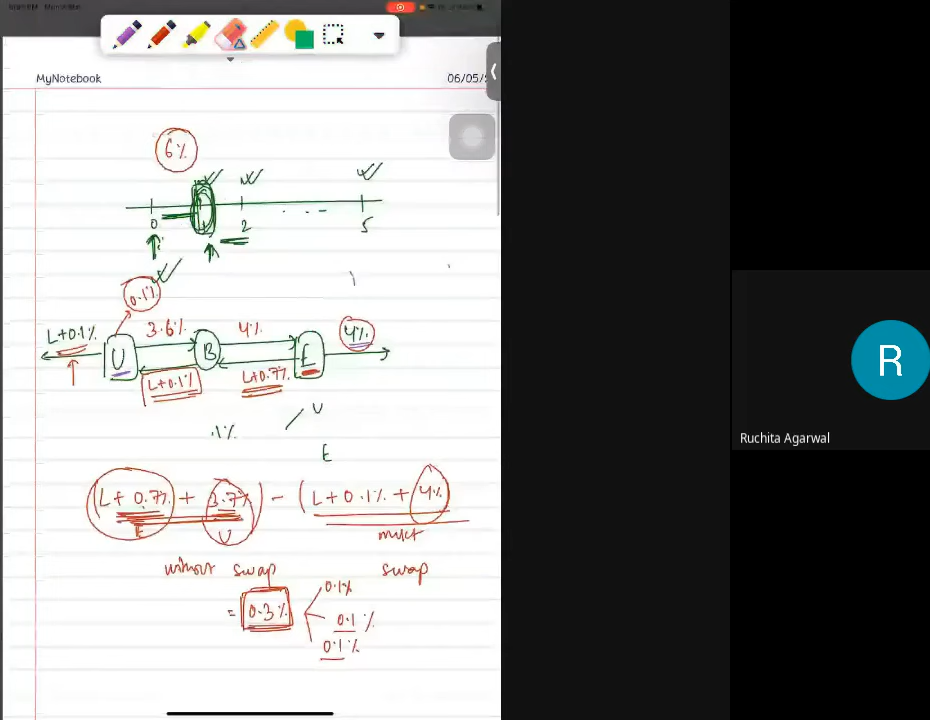 MyNotebook 06/05/
6%
0 2 5
0.1%
L+0.1% 3.6% 4% 4%
U B E
L+0.1% L+0.7%
U
.1%
E
(L + 0.7% + 3.7%) - (L + 0.1% + 4%)
E U must
without swap swap
= 0.3% 0.1%
0.1%
0.1%
R
Ruchita Agarwal